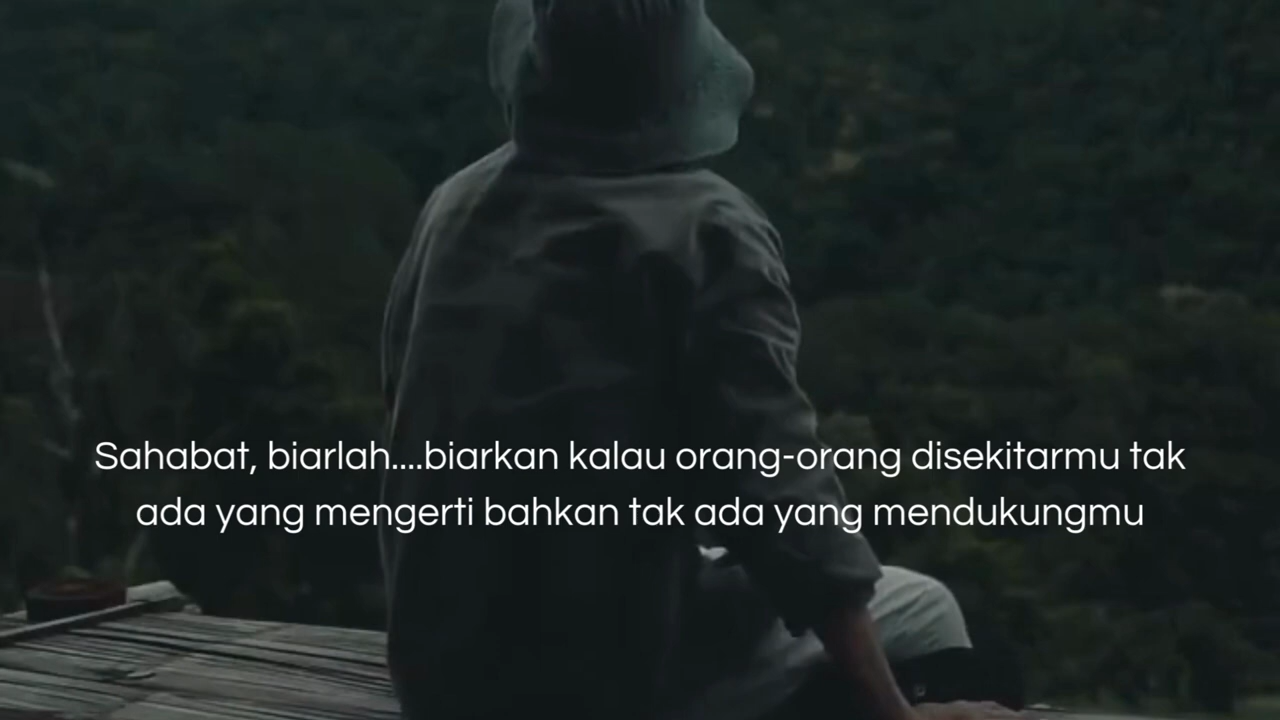 Sahabat, biarlah....biarkan kalau orang-orang disekitarmu tak
ada yang mengerti bahkan tak ada yang mendukungmu